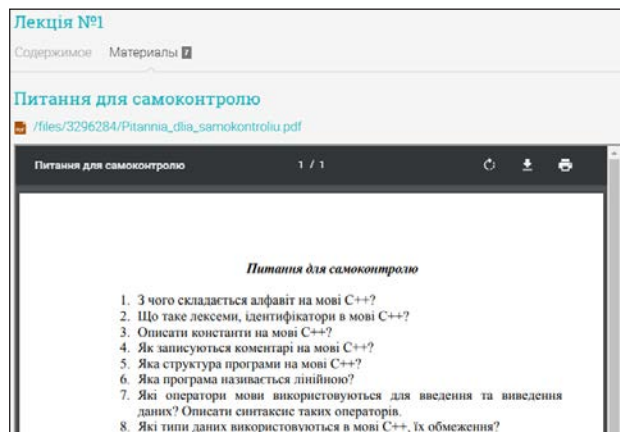 Лекція №1
Содержимое Материалы 7
Питання для самоконтролю
/files/3296284/Pitannia_dlia_samokontroliu.pdf
Питання для самоконтролю 1 / 1
Питання для самоконтролю
1. З чого складається алфавіт на мові С++?
2. Що таке лексеми, ідентифікатори в мові С++?
3. Описати константи на мові С++?
4. Як записуються коментарі на мові С++?
5. Яка структура програми на мові С++?
6. Яка програма називається лінійною?
7. Які оператори мови використовуються для введення та виведення
даних? Описати синтаксис таких операторів.
8. Які типи даних використовуються в мові С++, їх обмеження?